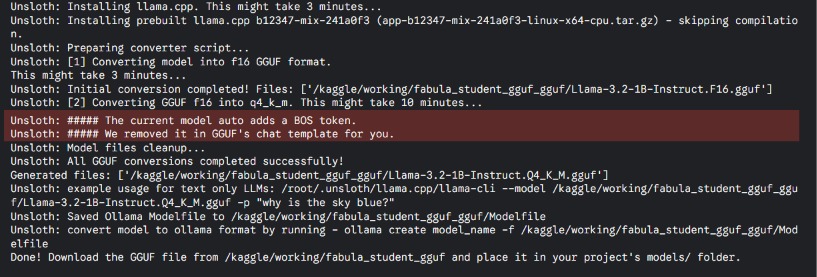 Unsloth: Installing llama.cpp. This might take 3 minutes...
Unsloth: Installing prebuilt llama.cpp b12347-mix-241a0f3 (app-b12347-mix-241a0f3-linux-x64-cpu.tar.gz) - skipping compilatio
n.
Unsloth: Preparing converter script...
Unsloth: [1] Converting model into f16 GGUF format.
This might take 3 minutes...
Unsloth: Initial conversion completed! Files: ['/kaggle/working/fabula_student_gguf_gguf/Llama-3.2-1B-Instruct.F16.gguf']
Unsloth: [2] Converting GGUF f16 into q4_k_m. This might take 10 minutes...
Unsloth: ##### The current model auto adds a BOS token.
Unsloth: ##### We removed it in GGUF's chat template for you.
Unsloth: Model files cleanup...
Unsloth: All GGUF conversions completed successfully!
Generated files: ['/kaggle/working/fabula_student_gguf_gguf/Llama-3.2-1B-Instruct.Q4_K_M.gguf']
Unsloth: example usage for text only LLMs: /root/.unsloth/llama.cpp/llama-cli --model /kaggle/working/fabula_student_gguf_ggu
f/Llama-3.2-1B-Instruct.Q4_K_M.gguf -p "why is the sky blue?"
Unsloth: Saved Ollama Modelfile to /kaggle/working/fabula_student_gguf_gguf/Modelfile
Unsloth: convert model to ollama format by running - ollama create model_name -f /kaggle/working/fabula_student_gguf_gguf/Mod
elfile
Done! Download the GGUF file from /kaggle/working/fabula_student_gguf and place it in your project's models/ folder.